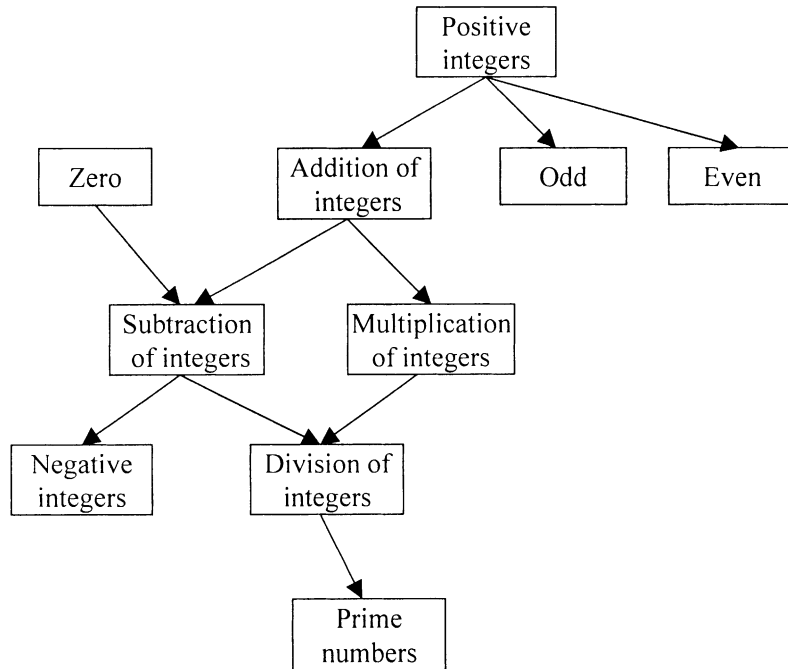 Positive
integers
Zero
Addition of
integers
Odd
Even
Subtraction
of integers
Multiplication
of integers
Negative
integers
Division of
integers
Prime
numbers